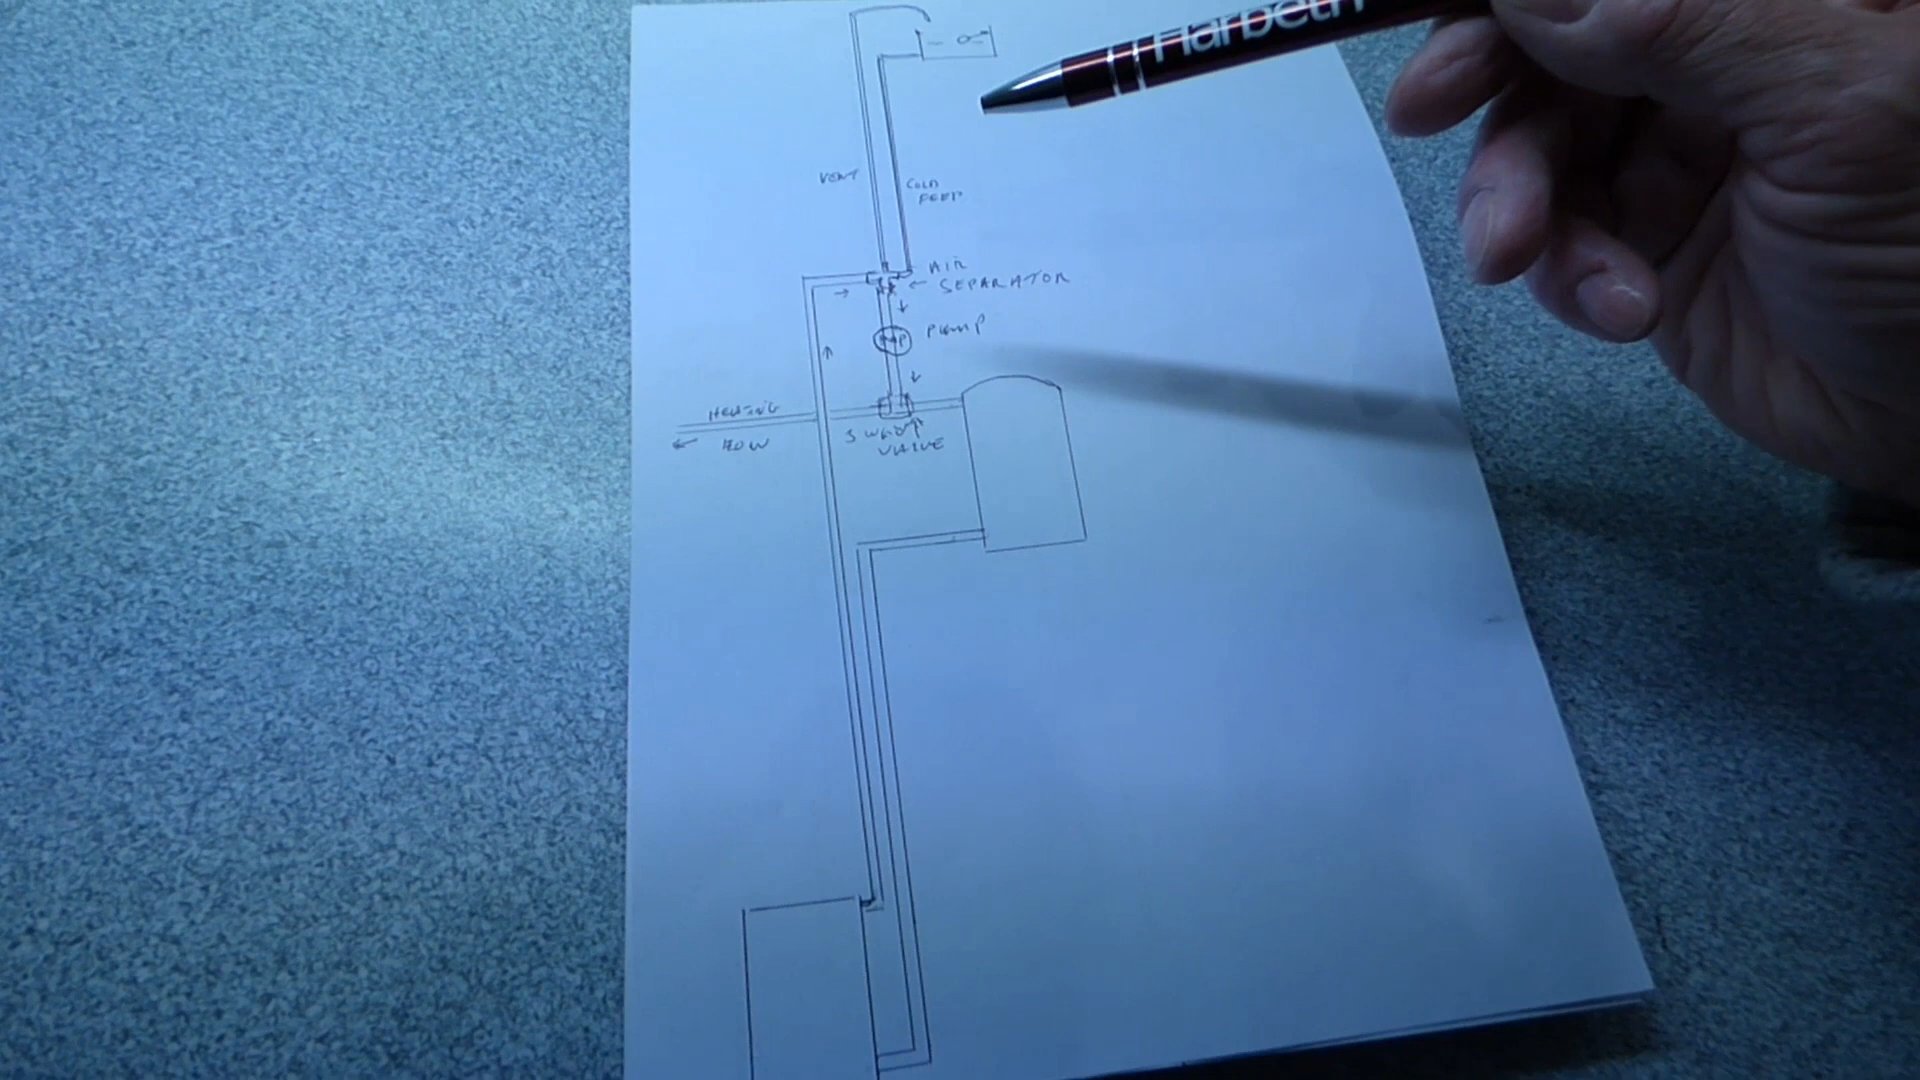 Harbeth
VENT
COLD
FEED
AIR
SEPARATOR
PUMP
HEATING
FLOW
3 WAY
VALVE